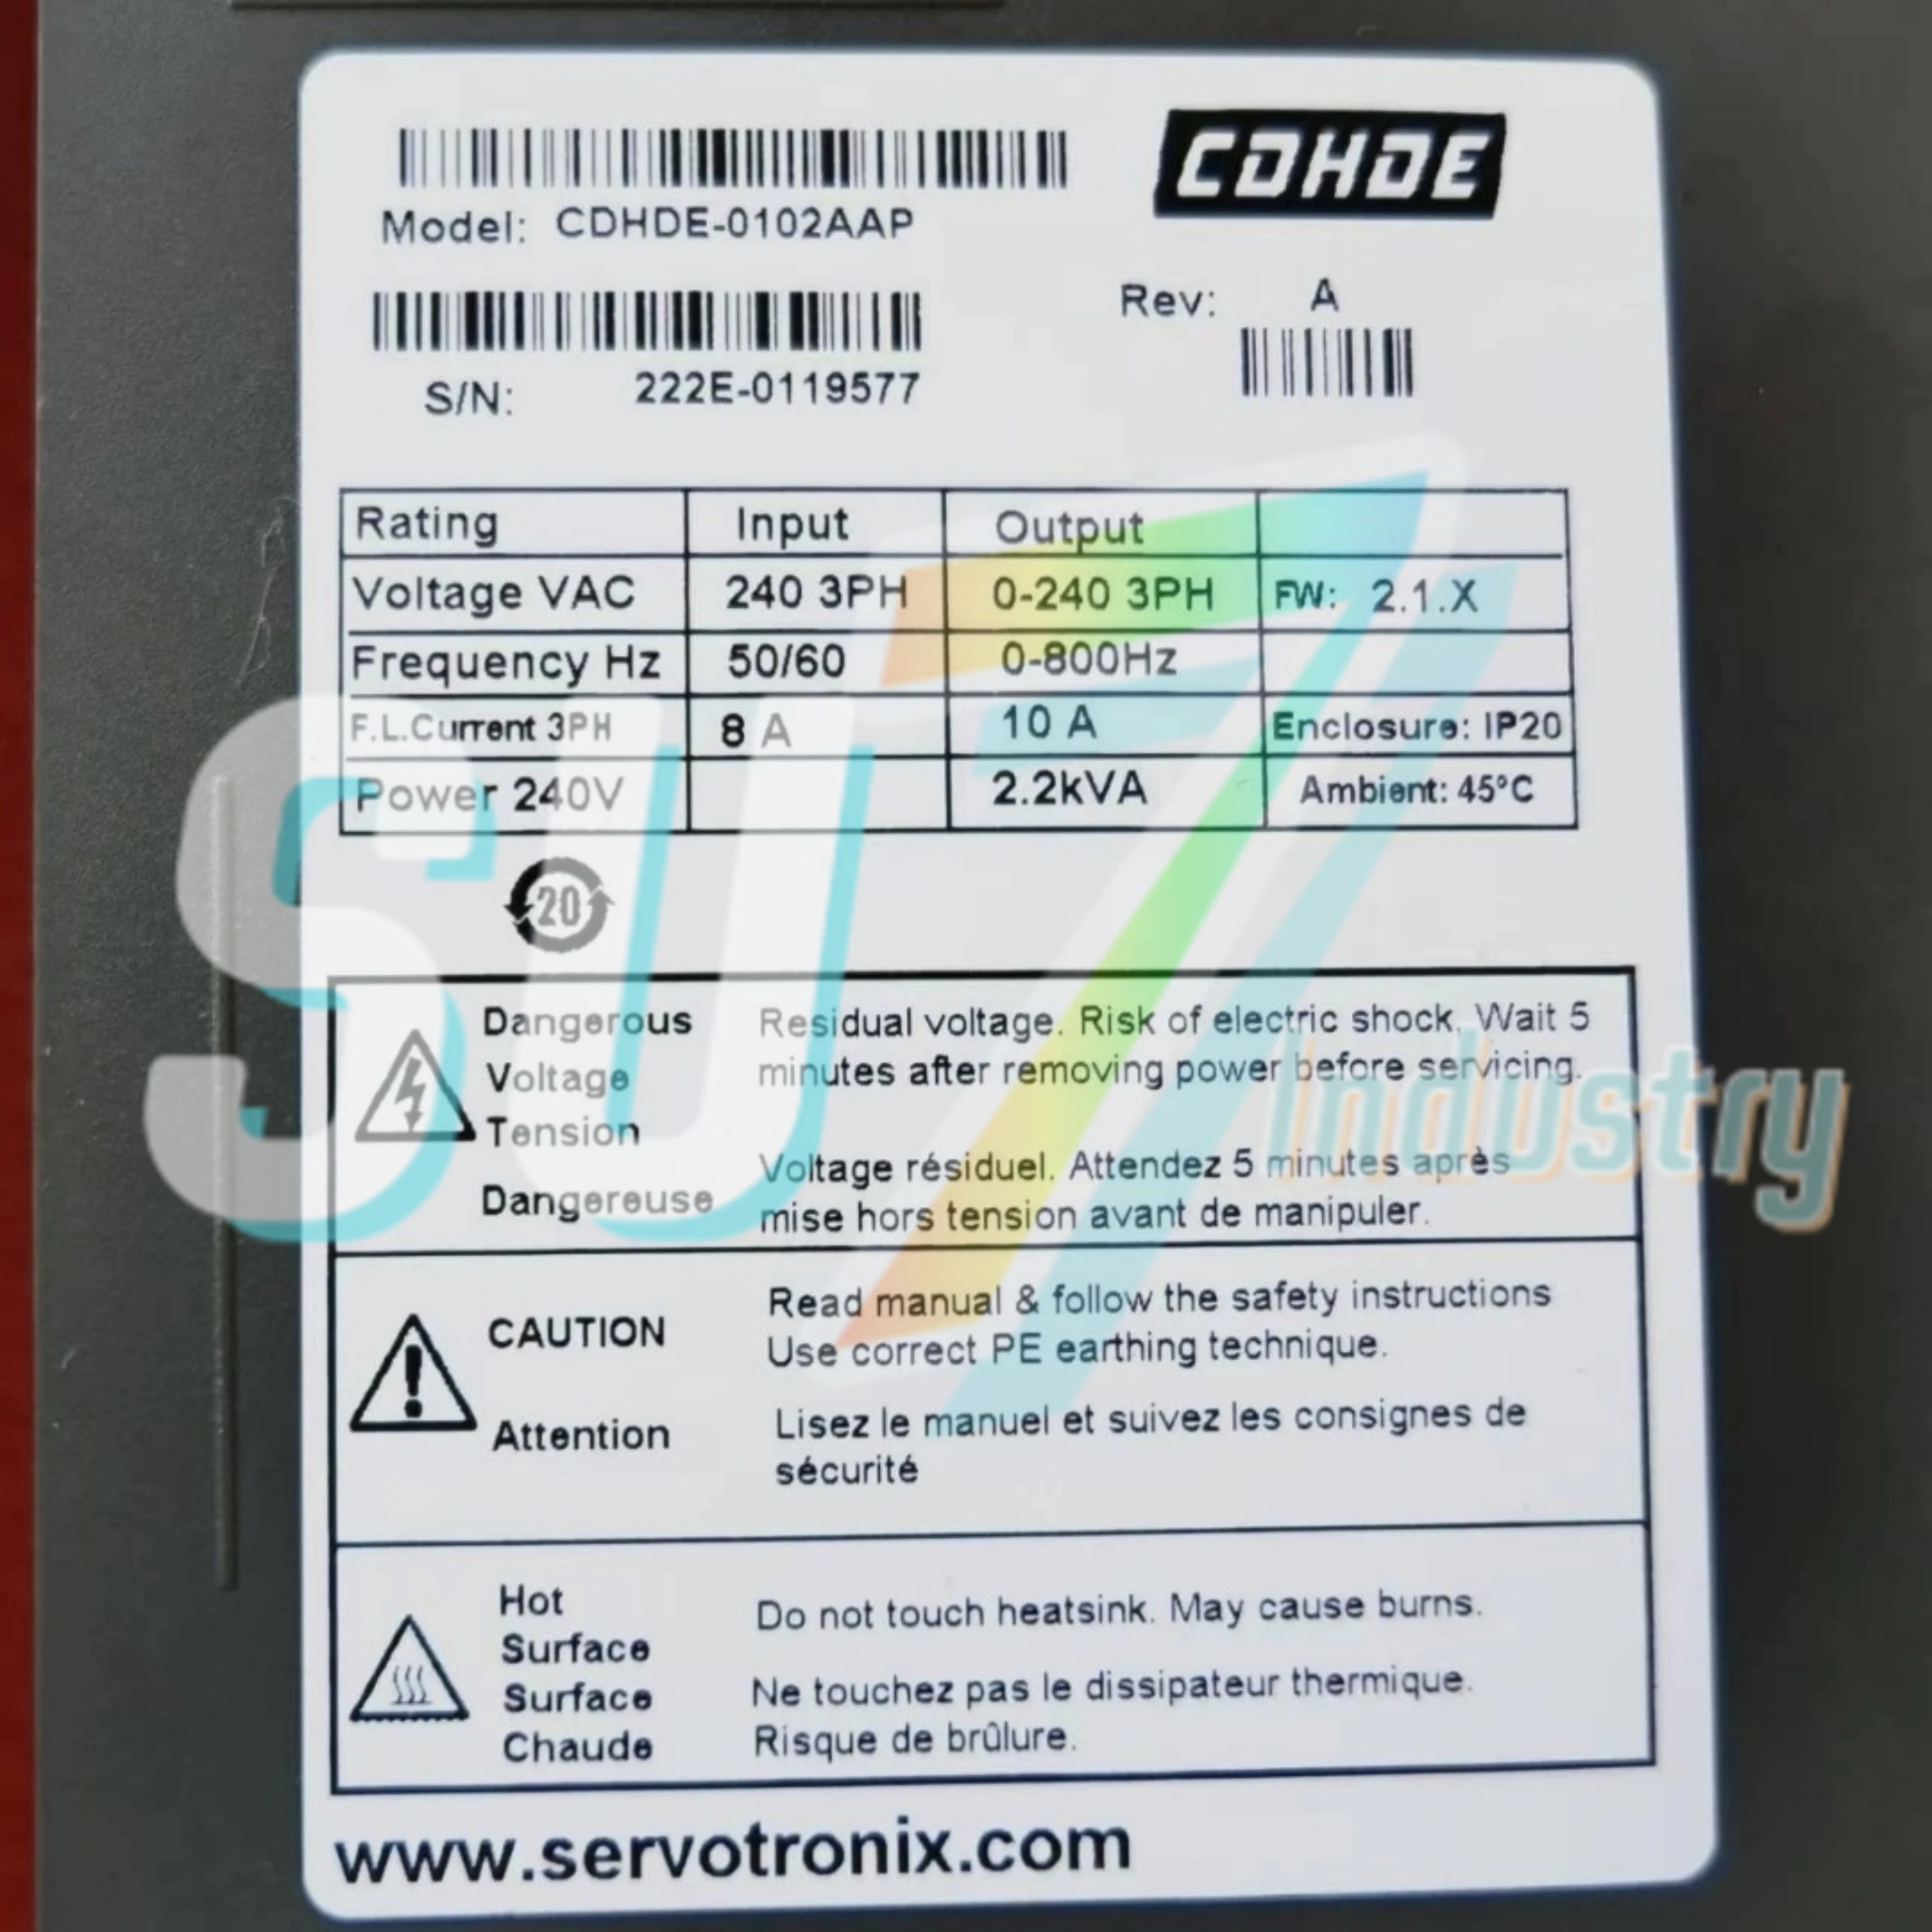 CDHDE
Model: CDHDE-0102AAP
Rev: A
S/N: 222E-0119577
Rating Input Output
Voltage VAC 240 3PH 0-240 3PH FW: 2.1.X
Frequency Hz 50/60 0-800Hz
F.L.Current 3PH 8 A 10 A Enclosure: IP20
Power 240V 2.2kVA Ambient: 45°C
20
Dangerous
Voltage
Tension
Dangereuse
Residual voltage. Risk of electric shock. Wait 5
minutes after removing power before servicing.
Voltage résiduel. Attendez 5 minutes après
mise hors tension avant de manipuler.
CAUTION
Attention
Read manual & follow the safety instructions
Use correct PE earthing technique.
Lisez le manuel et suivez les consignes de
sécurité
Hot
Surface
Surface
Chaude
Do not touch heatsink. May cause burns.
Ne touchez pas le dissipateur thermique.
Risque de brûlure.
www.servotronix.com
SU7
Industry